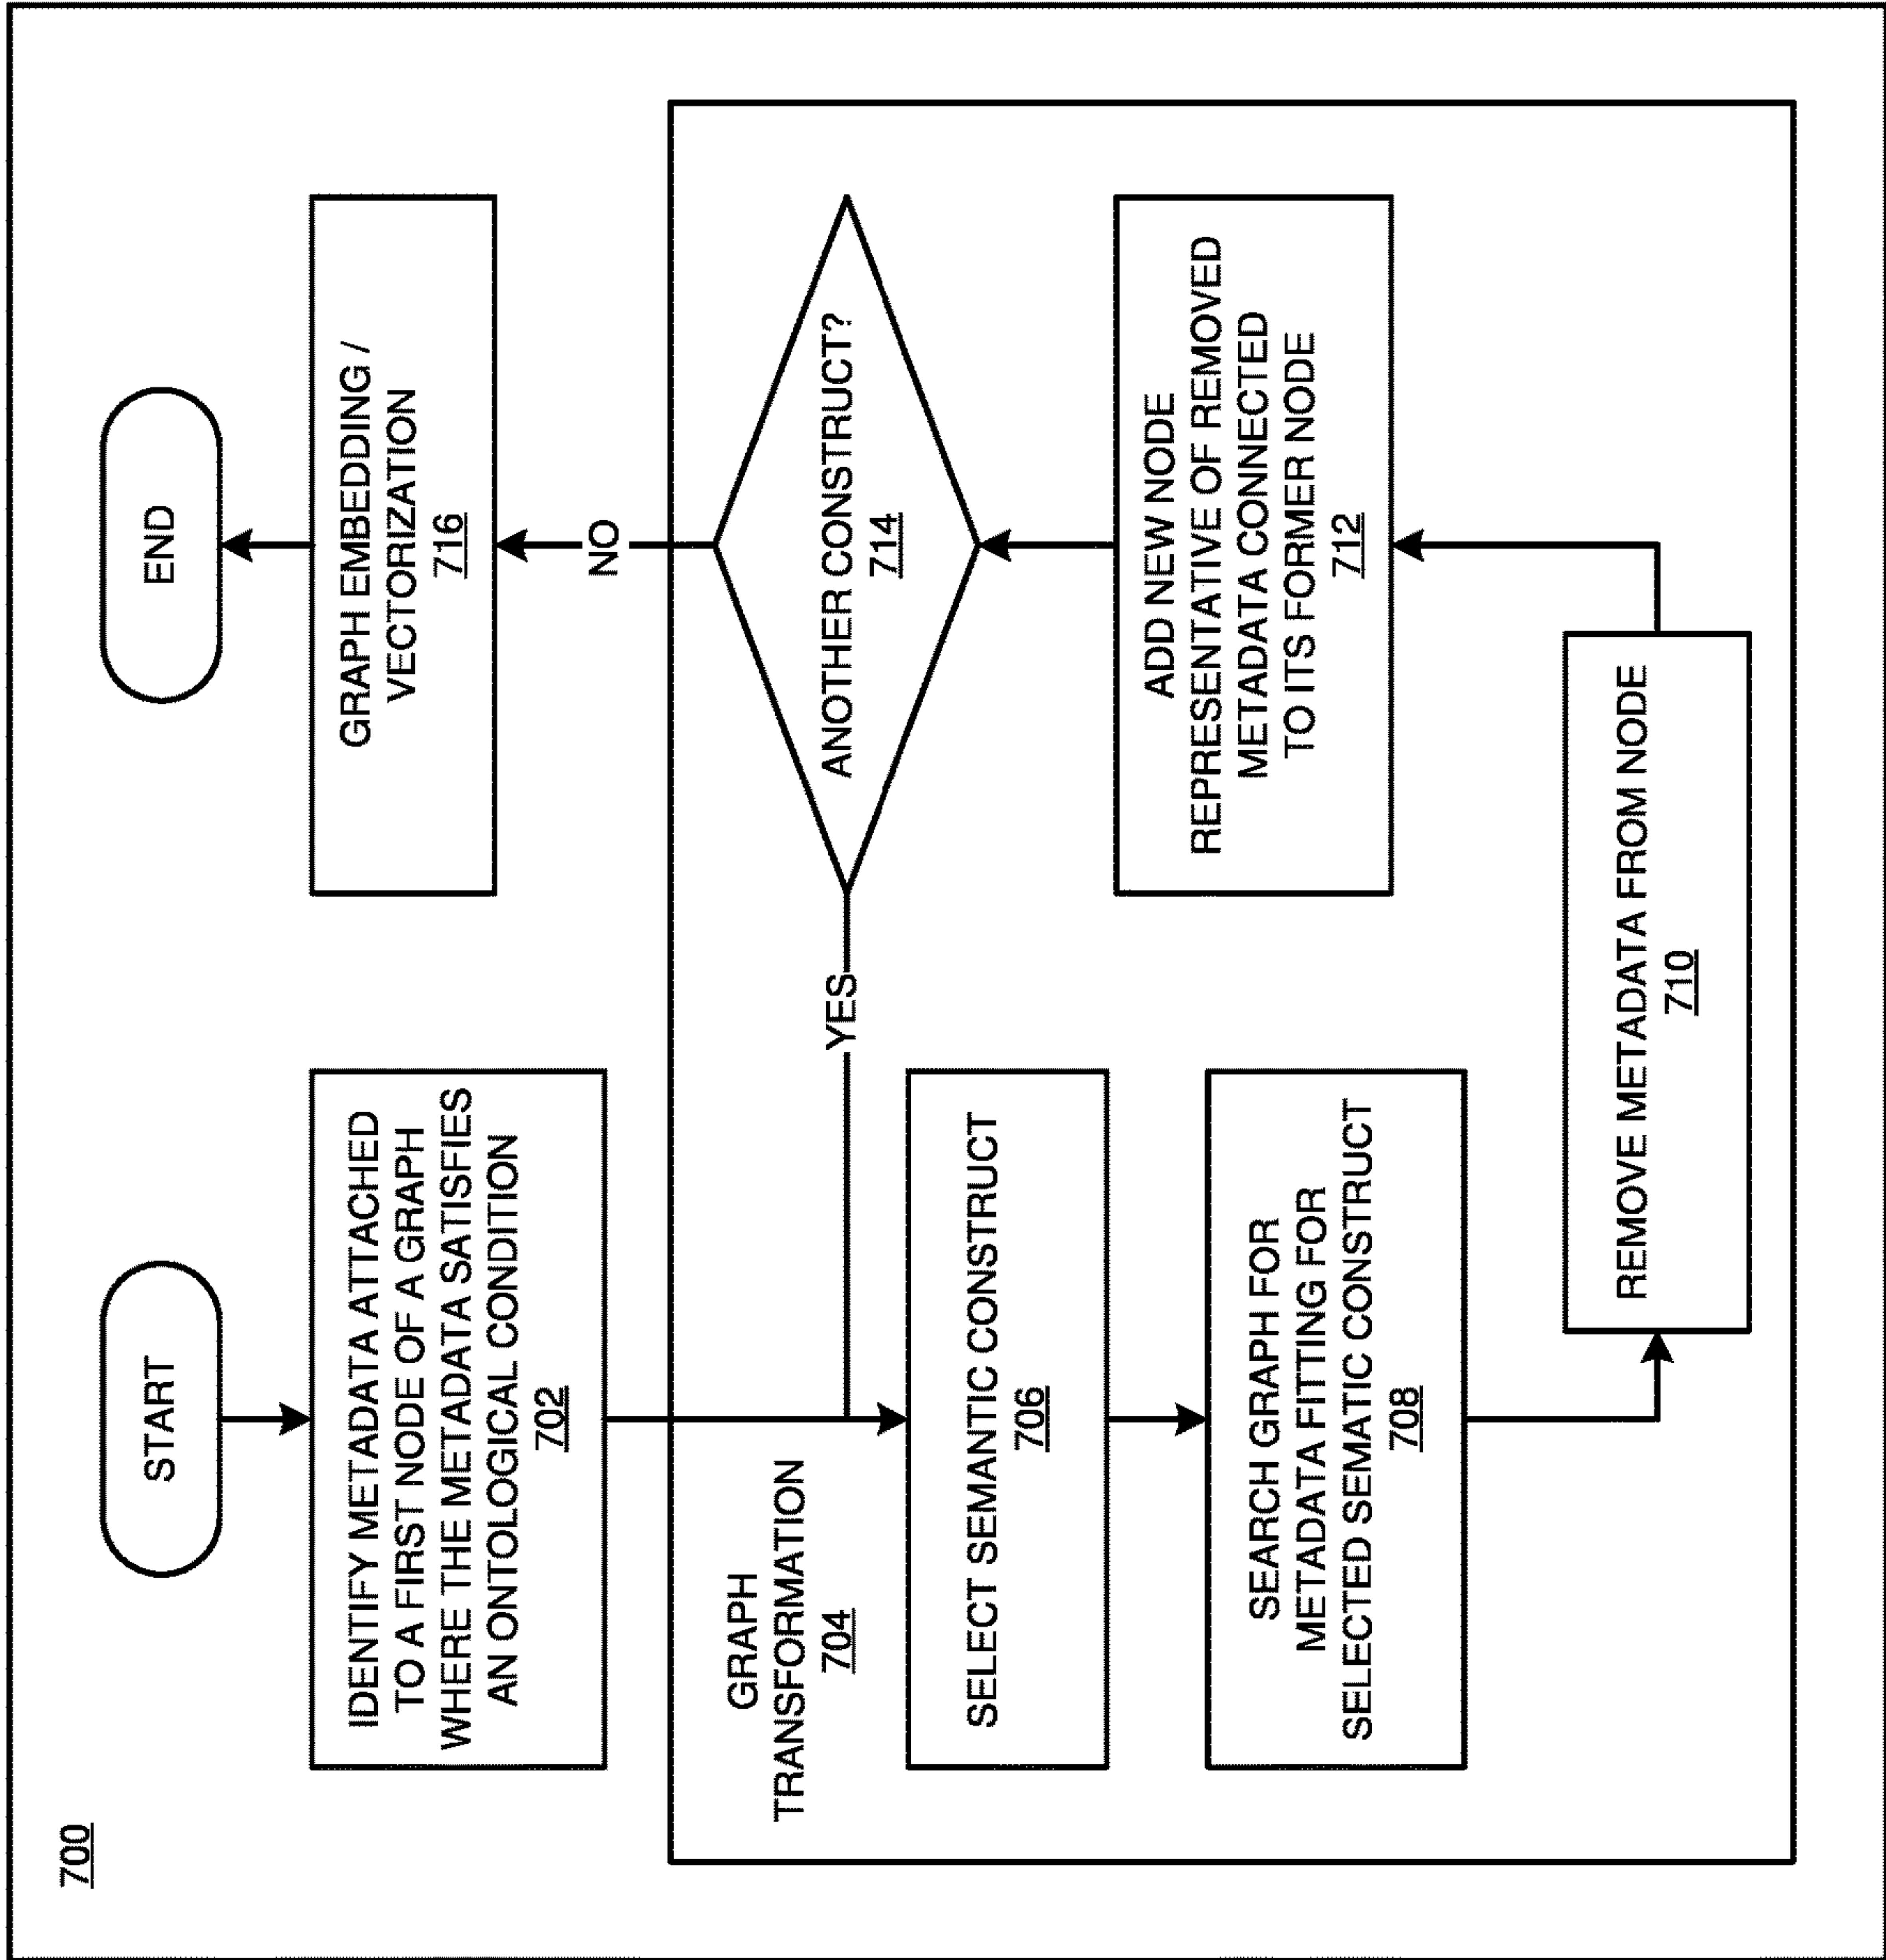 700
START
IDENTIFY METADATA ATTACHED
TO A FIRST NODE OF A GRAPH
WHERE THE METADATA SATISFIES
AN ONTOLOGICAL CONDITION
702
GRAPH
TRANSFORMATION
704
SELECT SEMANTIC CONSTRUCT
706
SEARCH GRAPH FOR
METADATA FITTING FOR
SELECTED SEMATIC CONSTRUCT
708
REMOVE METADATA FROM NODE
710
ADD NEW NODE
REPRESENTATIVE OF REMOVED
METADATA CONNECTED
TO ITS FORMER NODE
712
ANOTHER CONSTRUCT?
714
YES
NO
GRAPH EMBEDDING /
VECTORIZATION
716
END